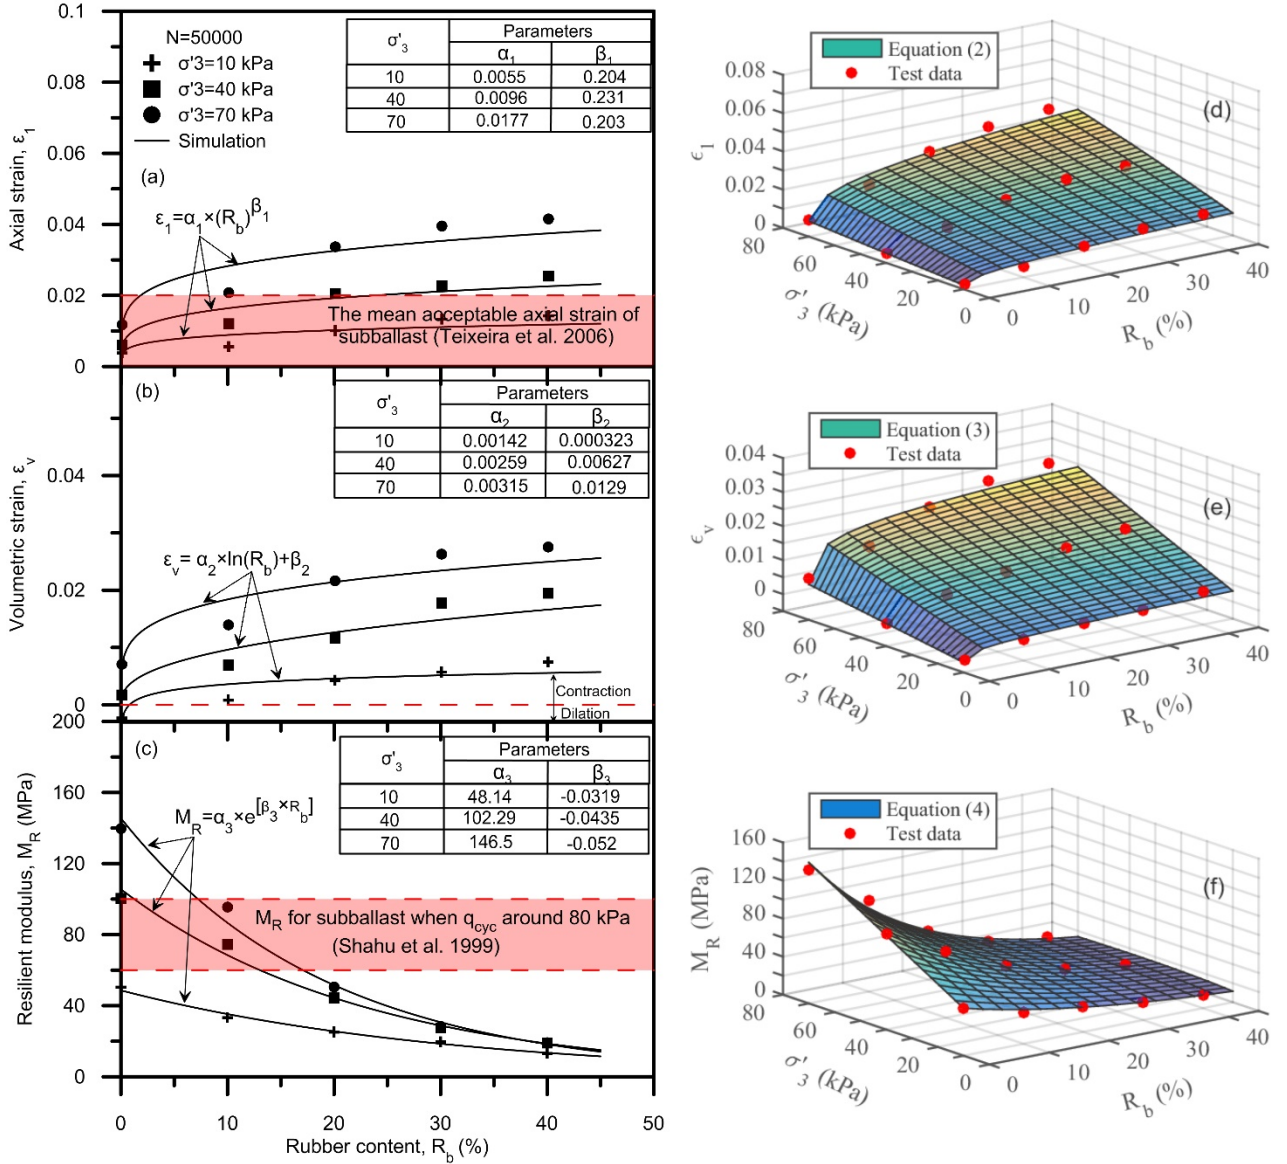 0.1
0.08
0.06
0.04
0.02
0
Axial strain, ε1
N=50000
σ'3=10 kPa
σ'3=40 kPa
σ'3=70 kPa
Simulation
σ'3 Parameters
α1 β1
10 0.0055 0.204
40 0.0096 0.231
70 0.0177 0.203
(a)
ε1=α1×(Rb)^β1
The mean acceptable axial strain of
subballast (Teixeira et al. 2006)
(b)
0.04
0.02
0
Volumetric strain, εv
σ'3 Parameters
α2 β2
10 0.00142 0.000323
40 0.00259 0.00627
70 0.00315 0.0129
εv= α2×ln(Rb)+β2
Contraction
Dilation
(c)
200
160
120
80
40
0
Resilient modulus, MR (MPa)
σ'3 Parameters
α3 β3
10 48.14 -0.0319
40 102.29 -0.0435
70 146.5 -0.052
MR=α3×e[β3×Rb]
MR for subballast when qcyc around 80 kPa
(Shahu et al. 1999)
0 10 20 30 40 50
Rubber content, Rb (%)
Equation (2)
Test data
(d)
0.08
0.06
0.04
0.02
0
ϵ1
80 60 40 20 0
σ'3 (kPa)
0 10 20 30 40
Rb (%)
Equation (3)
Test data
(e)
0.04
0.03
0.02
0.01
0
ϵv
80 60 40 20 0
σ'3 (kPa)
0 10 20 30 40
Rb (%)
Equation (4)
Test data
(f)
160
120
80
40
0
MR (MPa)
80 60 40 20 0
σ'3 (kPa)
0 10 20 30 40
Rb (%)